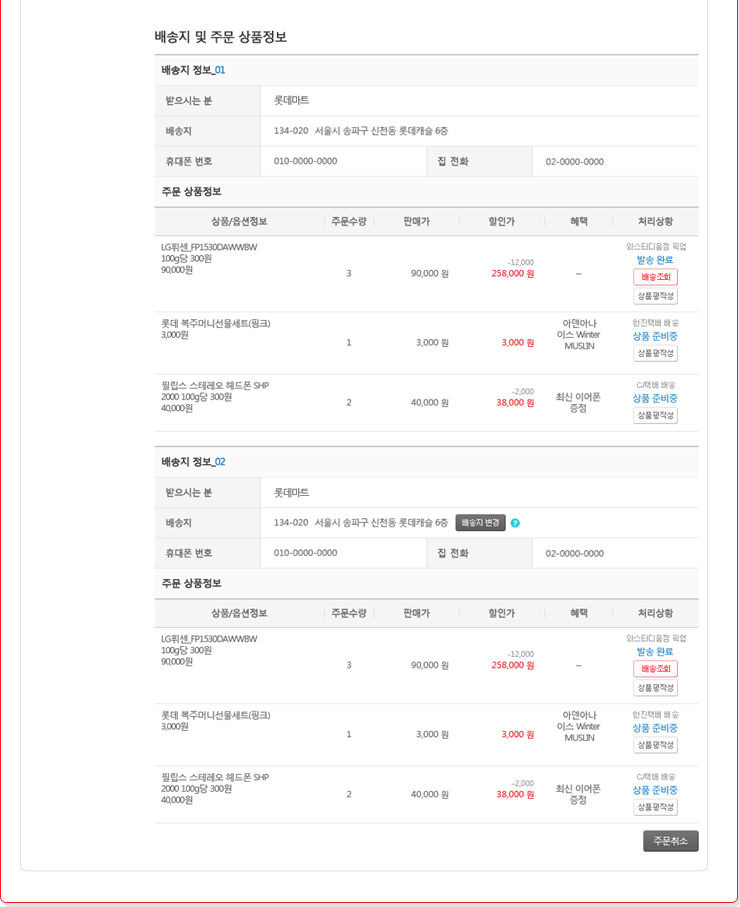 배송지 및 주문 상품정보
배송지 정보_01
받으시는 분 롯데마트
배송지 134-020 서울시 송파구 신전동 롯데캐슬 6층
휴대폰 번호 010-0000-0000 집 전화 02-0000-0000
주문 상품정보
상품/옵션정보 주문수량 판매가 할인가 혜택 처리상황
LG휘센_FP1530DAWWBW
100g당 300원
90,000원
3 90,000 원
-12,000
258,000 원
–
와스타디움점 픽업
발송 완료
배송조회
상품평작성
롯데 복주머니선물세트(핑크)
3,000원
1 3,000 원 3,000 원
아덴아나
이스 Winter
MUSLIN
한진택배 배송
상품 준비중
상품평작성
필립스 스테레오 헤드폰 SHP
2000 100g당 300원
40,000원
2 40,000 원
-2,000
38,000 원
최신 이어폰
증정
CJ택배 배송
상품 준비중
상품평작성
배송지 정보_02
받으시는 분 롯데마트
배송지 134-020 서울시 송파구 신전동 롯데캐슬 6층 배송지 변경 ?
휴대폰 번호 010-0000-0000 집 전화 02-0000-0000
주문 상품정보
상품/옵션정보 주문수량 판매가 할인가 혜택 처리상황
LG휘센_FP1530DAWWBW
100g당 300원
90,000원
3 90,000 원
-12,000
258,000 원
–
와스타디움점 픽업
발송 완료
배송조회
상품평작성
롯데 복주머니선물세트(핑크)
3,000원
1 3,000 원 3,000 원
아덴아나
이스 Winter
MUSLIN
한진택배 배송
상품 준비중
상품평작성
필립스 스테레오 헤드폰 SHP
2000 100g당 300원
40,000원
2 40,000 원
-2,000
38,000 원
최신 이어폰
증정
CJ택배 배송
상품 준비중
상품평작성
주문취소